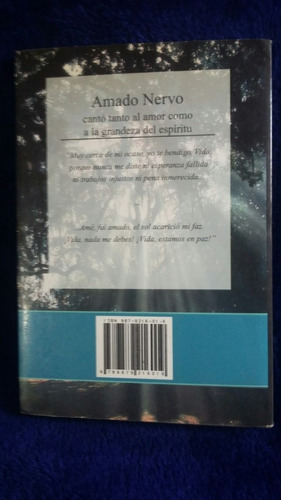 Amado Nervo
cantó tanto al amor como
a la grandeza del espíritu
"Muy cerca de mi ocaso, yo te bendigo, Vida,
porque nunca me diste ni esperanza fallida
ni trabajos injustos ni pena inmerecida...
...
...Amé, fui amado, el sol acarició mi faz.
¡Vida, nada me debes! ¡Vida, estamos en paz!"